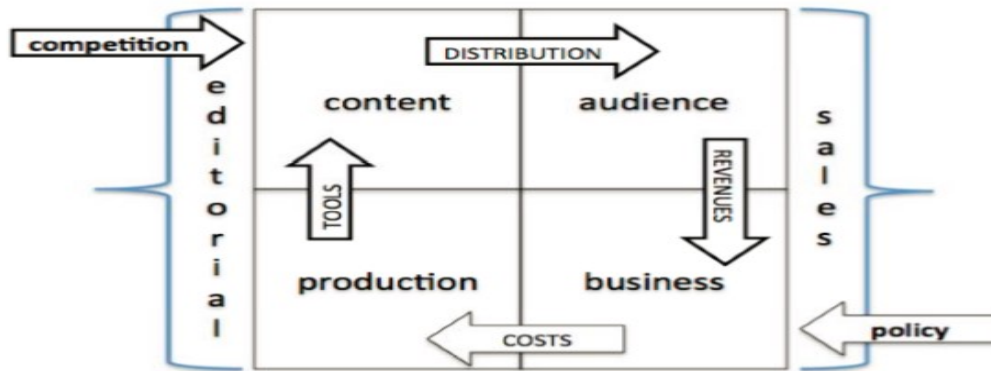 competition
DISTRIBUTION
content
audience
editorial
sales
TOOLS
REVENUES
production
business
COSTS
policy